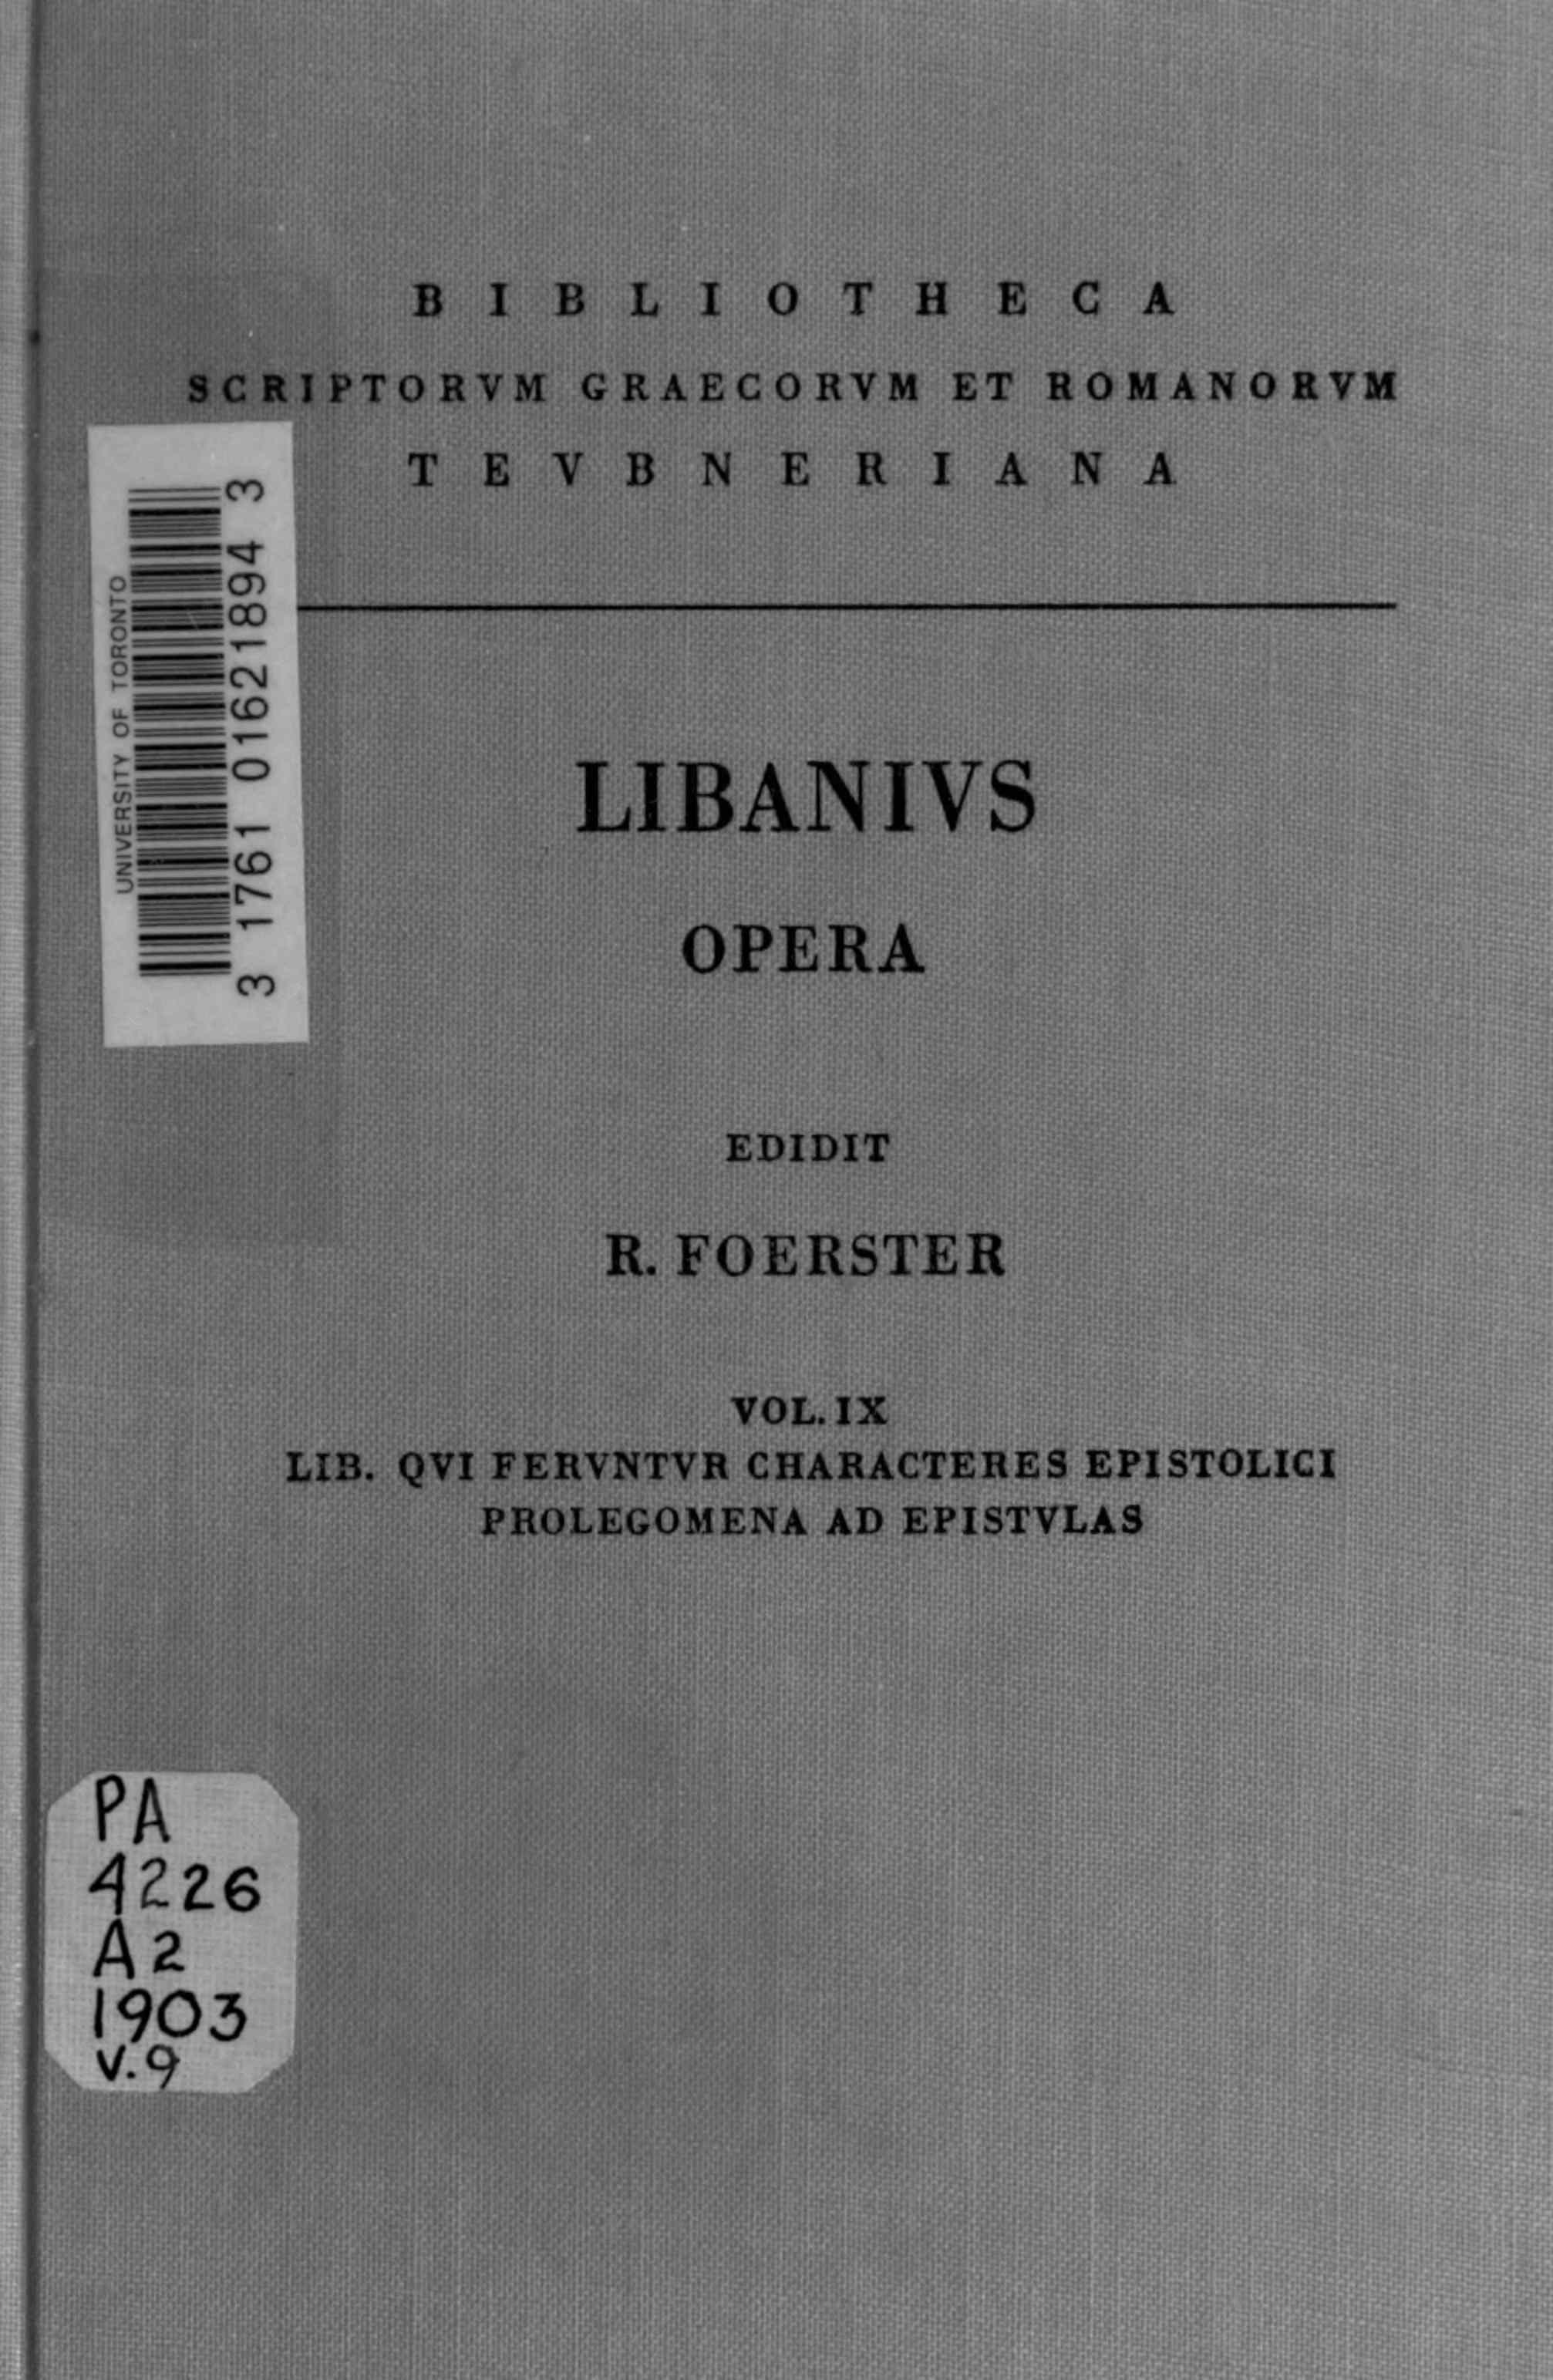 B I B L I O T H E C A
SCRIPTORVM GRAECORVM ET ROMANORVM
T E V B N E R I A N A
UNIVERSITY OF TORONTO
3 1761 01621894 3
LIBANIVS
OPERA
EDIDIT
R. FOERSTER
VOL. IX
LIB. QVI FERVNTVR CHARACTERES EPISTOLICI
PROLEGOMENA AD EPISTVLAS
PA
4226
A2
1903
v.9